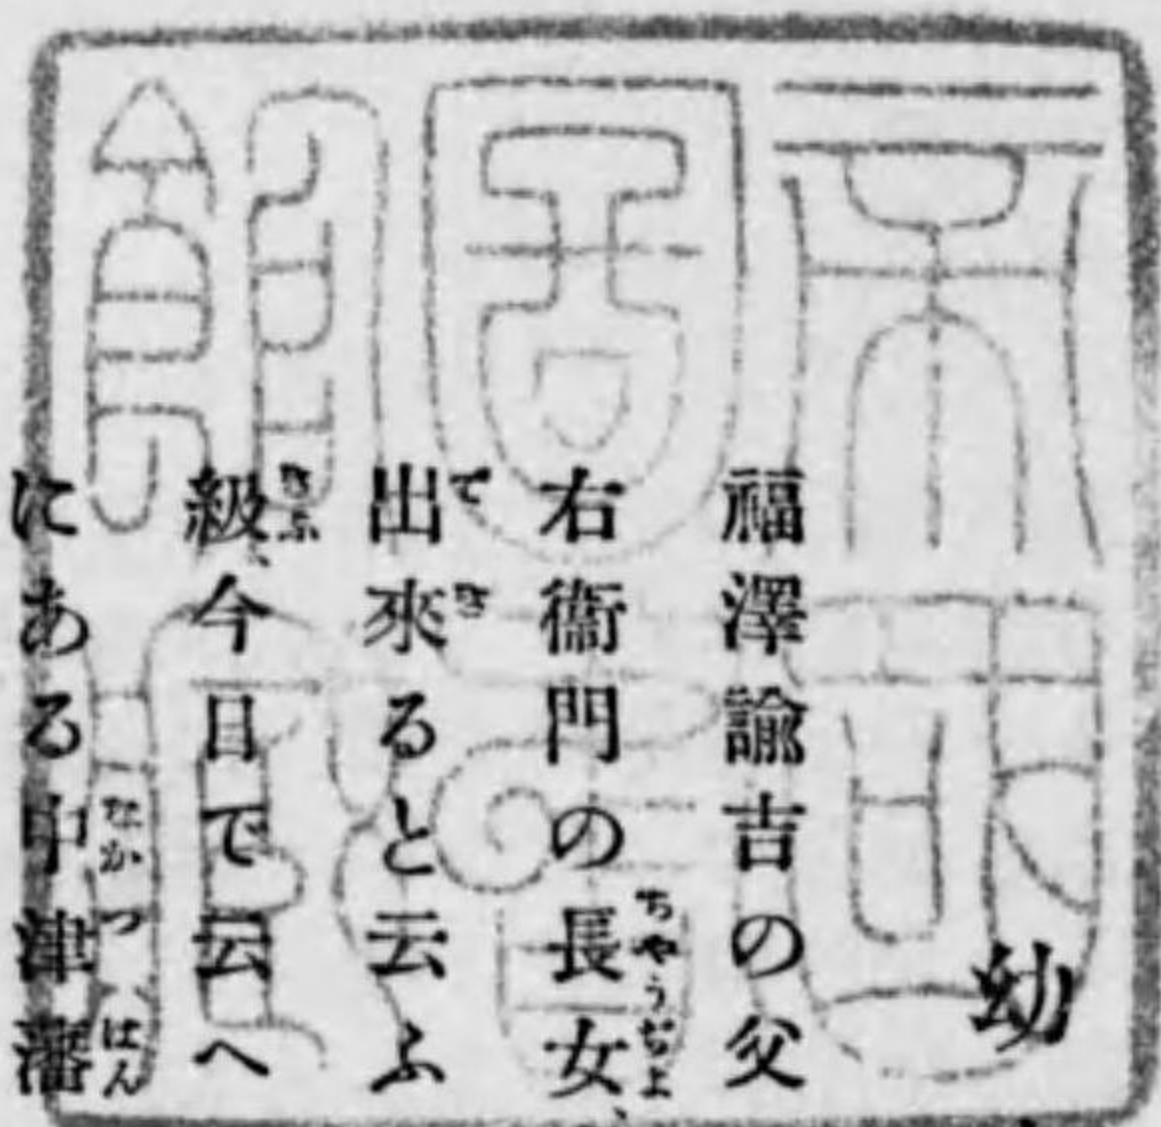 幼
福澤諭吉の父
右衞門の長女、
出來ると云ふ
級、今日で云へ
にある中津藩